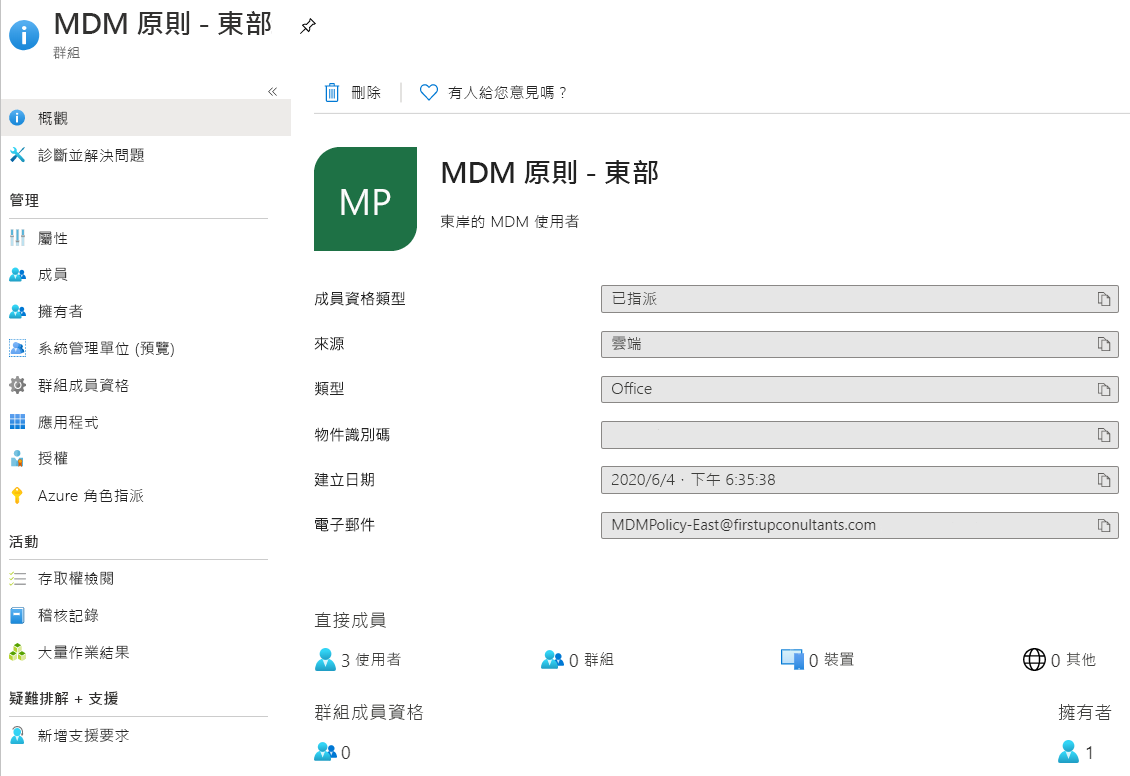 MDM 原則 - 東部
群組
«
概觀
診斷並解決問題
管理
屬性
成員
擁有者
系統管理單位 (預覽)
群組成員資格
應用程式
授權
Azure 角色指派
活動
存取權檢閱
稽核記錄
大量作業結果
疑難排解 + 支援
新增支援要求
刪除
有人給您意見嗎？
MP
MDM 原則 - 東部
東岸的 MDM 使用者
成員資格類型 已指派
來源 雲端
類型 Office
物件識別碼
建立日期 2020/6/4，下午 6:35:38
電子郵件 MDMPolicy-East@firstupconultants.com
直接成員
3 使用者 0 群組 0 裝置 0 其他
群組成員資格 擁有者
0 1